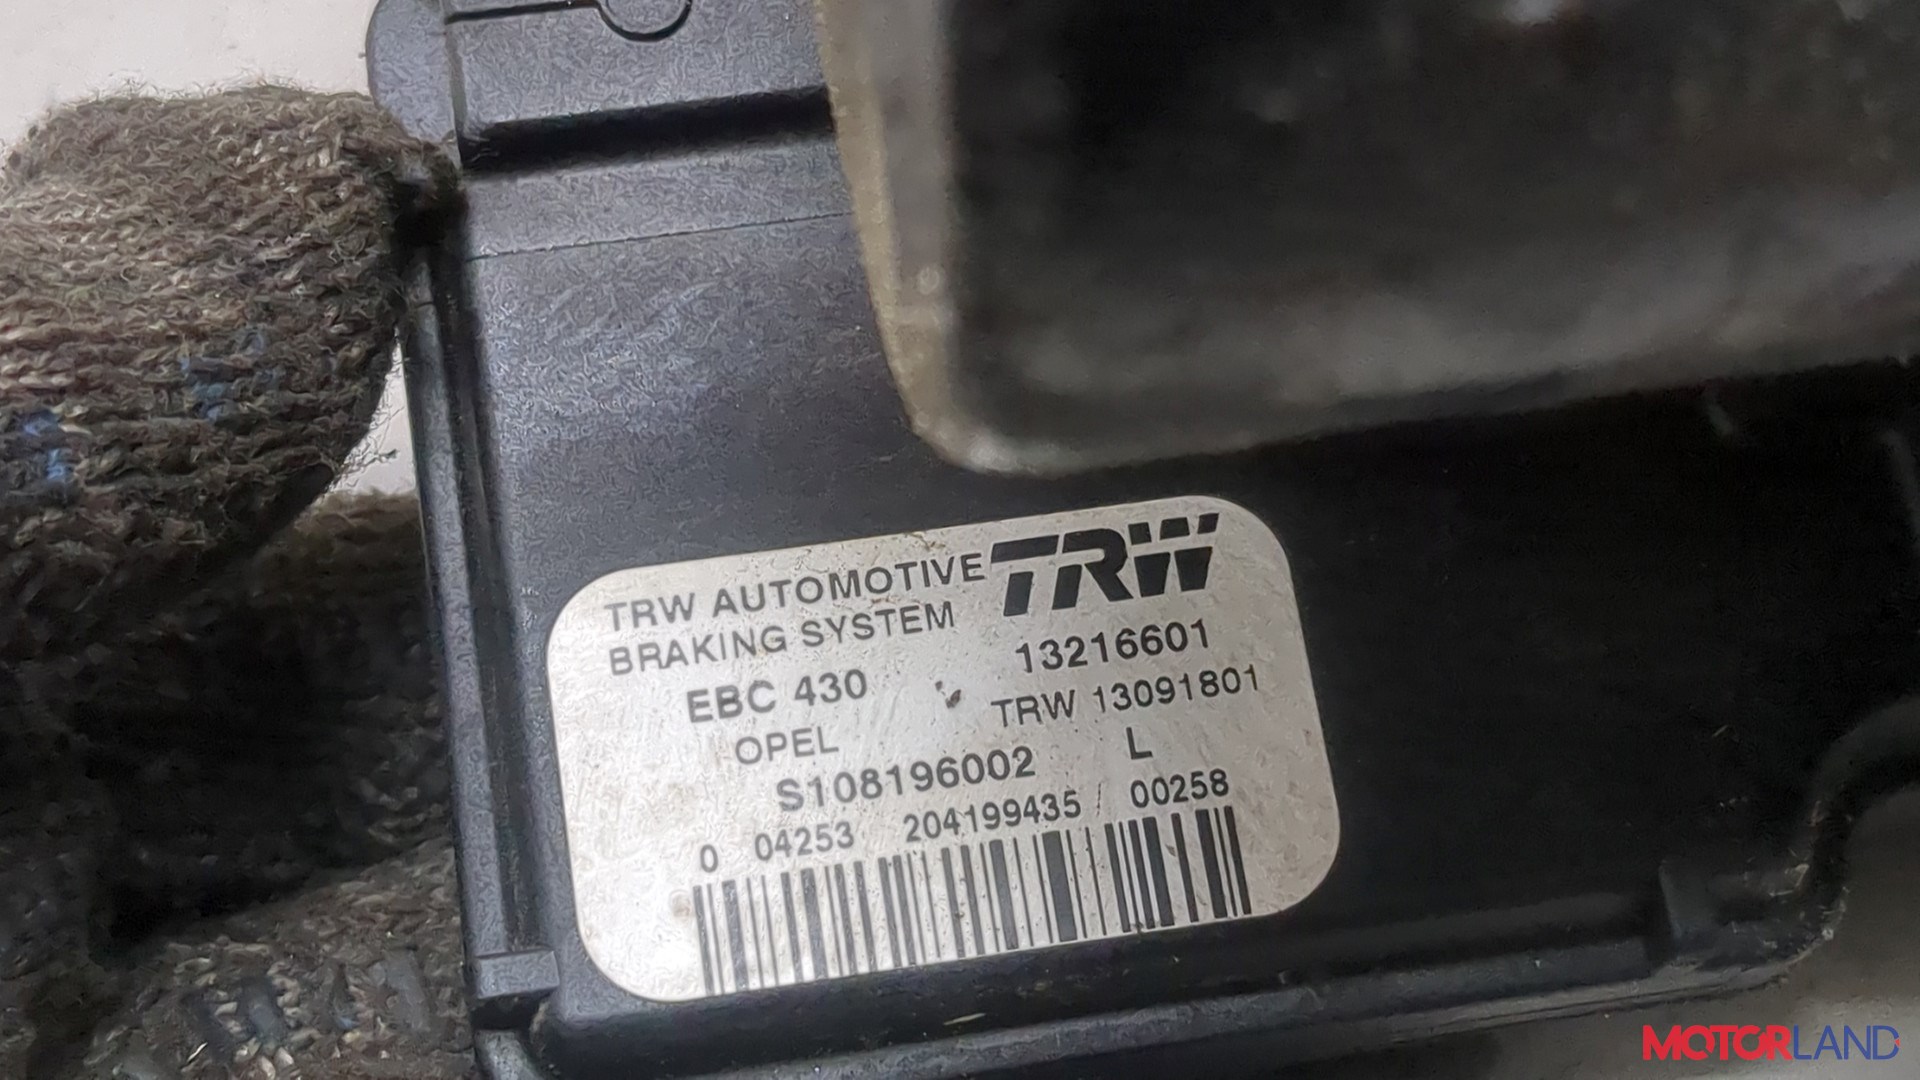 TRW AUTOMOTIVE TRW
BRAKING SYSTEM
EBC 430 13216601
OPEL TRW 13091801
S108196002 L
0 04253 204199435 00258
MOTORLAND